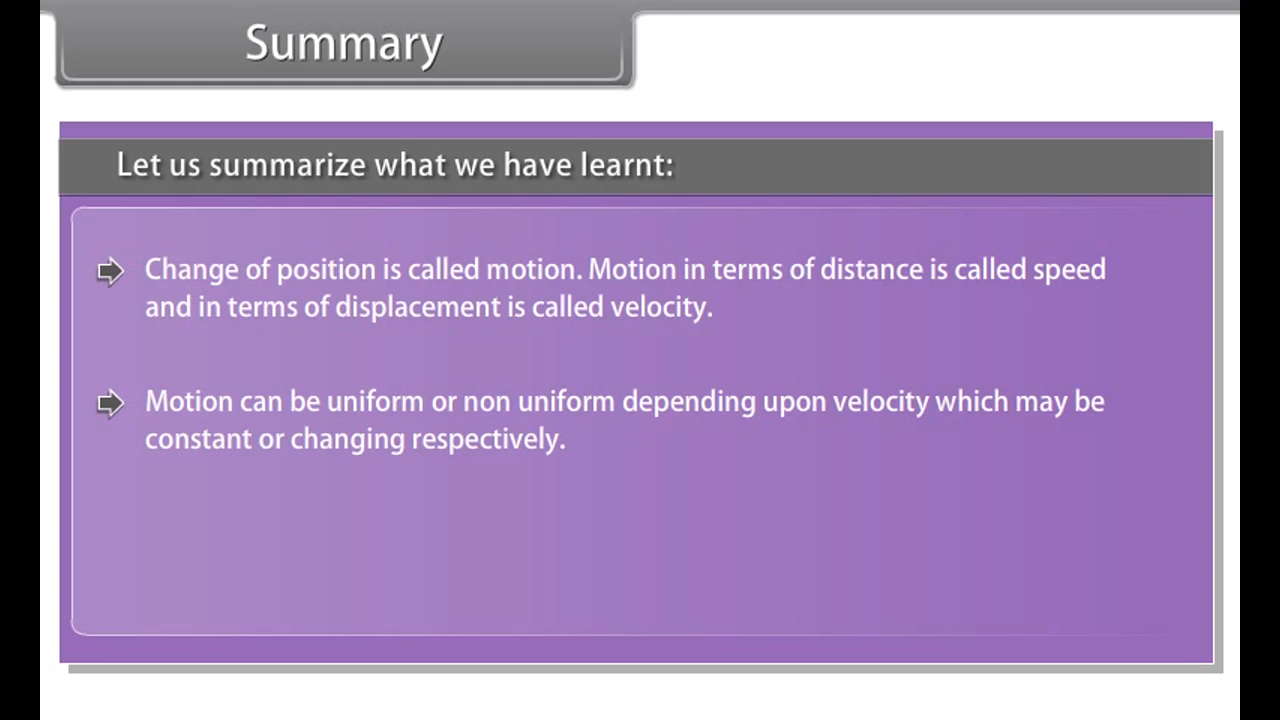 Summary
Let us summarize what we have learnt:
Change of position is called motion. Motion in terms of distance is called speed
and in terms of displacement is called velocity.
Motion can be uniform or non uniform depending upon velocity which may be
constant or changing respectively.